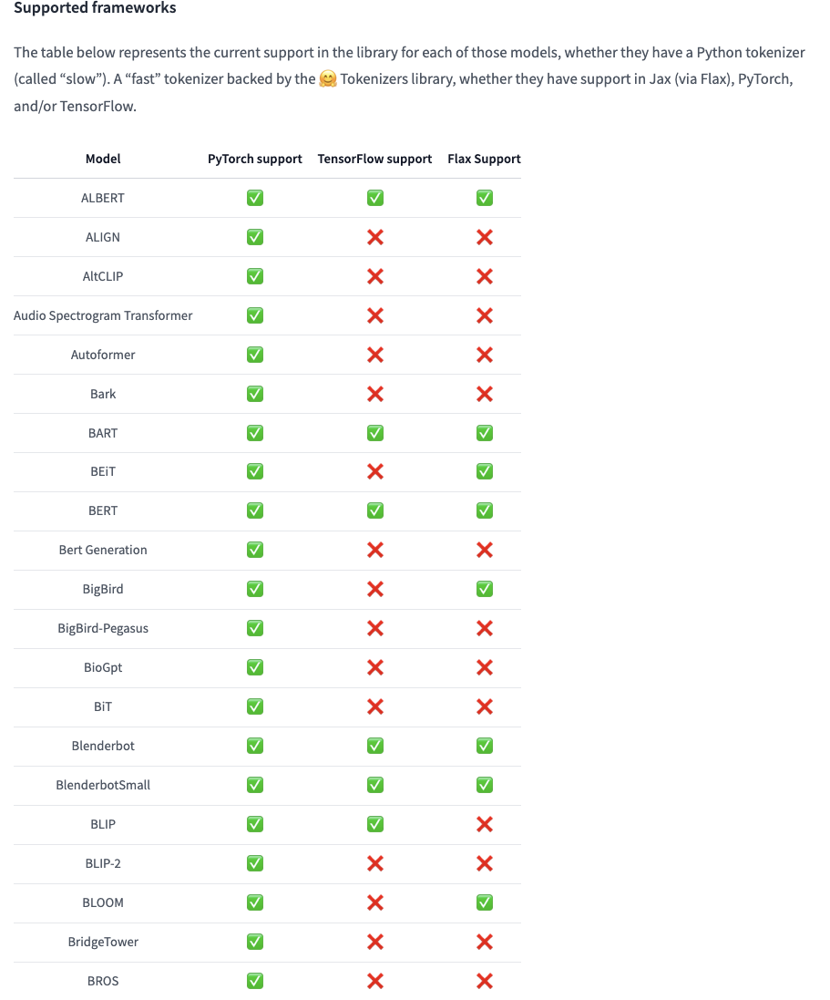 Supported frameworks
The table below represents the current support in the library for each of those models, whether they have a Python tokenizer
(called “slow”). A “fast” tokenizer backed by the 🤗 Tokenizers library, whether they have support in Jax (via Flax), PyTorch,
and/or TensorFlow.
Model PyTorch support TensorFlow support Flax Support
ALBERT ✅ ✅ ✅
ALIGN ✅ ❌ ❌
AltCLIP ✅ ❌ ❌
Audio Spectrogram Transformer ✅ ❌ ❌
Autoformer ✅ ❌ ❌
Bark ✅ ❌ ❌
BART ✅ ✅ ✅
BEiT ✅ ❌ ✅
BERT ✅ ✅ ✅
Bert Generation ✅ ❌ ❌
BigBird ✅ ❌ ✅
BigBird-Pegasus ✅ ❌ ❌
BioGpt ✅ ❌ ❌
BiT ✅ ❌ ❌
Blenderbot ✅ ✅ ✅
BlenderbotSmall ✅ ✅ ✅
BLIP ✅ ✅ ❌
BLIP-2 ✅ ❌ ❌
BLOOM ✅ ❌ ✅
BridgeTower ✅ ❌ ❌
BROS ✅ ❌ ❌